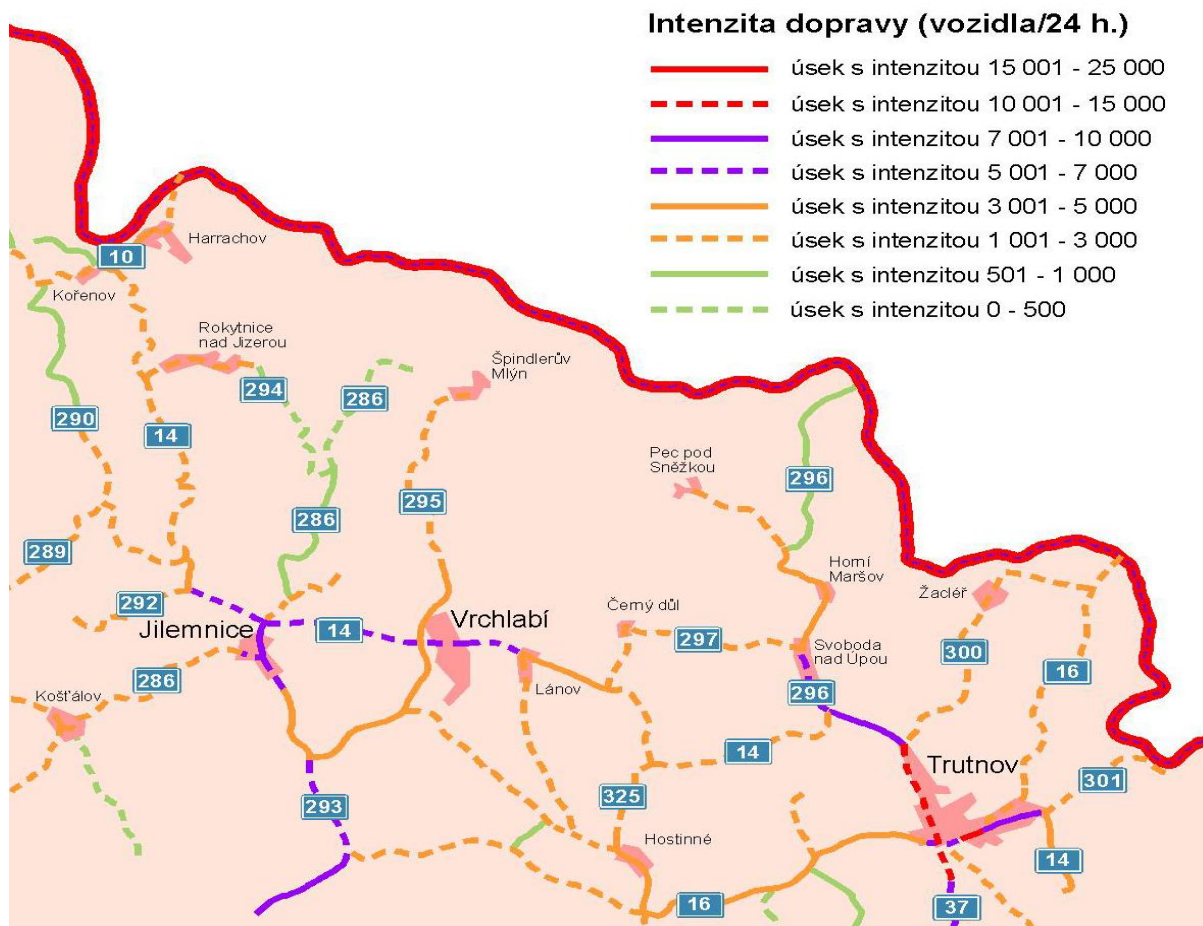 Intenzita dopravy (vozidla/24 h.)
úsek s intenzitou 15 001 - 25 000
úsek s intenzitou 10 001 - 15 000
úsek s intenzitou 7 001 - 10 000
úsek s intenzitou 5 001 - 7 000
úsek s intenzitou 3 001 - 5 000
úsek s intenzitou 1 001 - 3 000
úsek s intenzitou 501 - 1 000
úsek s intenzitou 0 - 500
Harrachov
10
Kořenov
Rokytnice
nad Jizerou
Špindlerův
Mlýn
294
286
290
14
Pec pod
Sněžkou
296
295
286
289
Horní
Maršov
Žacléř
292
Černý důl
Vrchlabí
Jilemnice
14
297
Svoboda
nad Úpou
300
16
286
Lánov
296
Košťálov
14
Trutnov
301
293
325
Hostinné
14
16
37